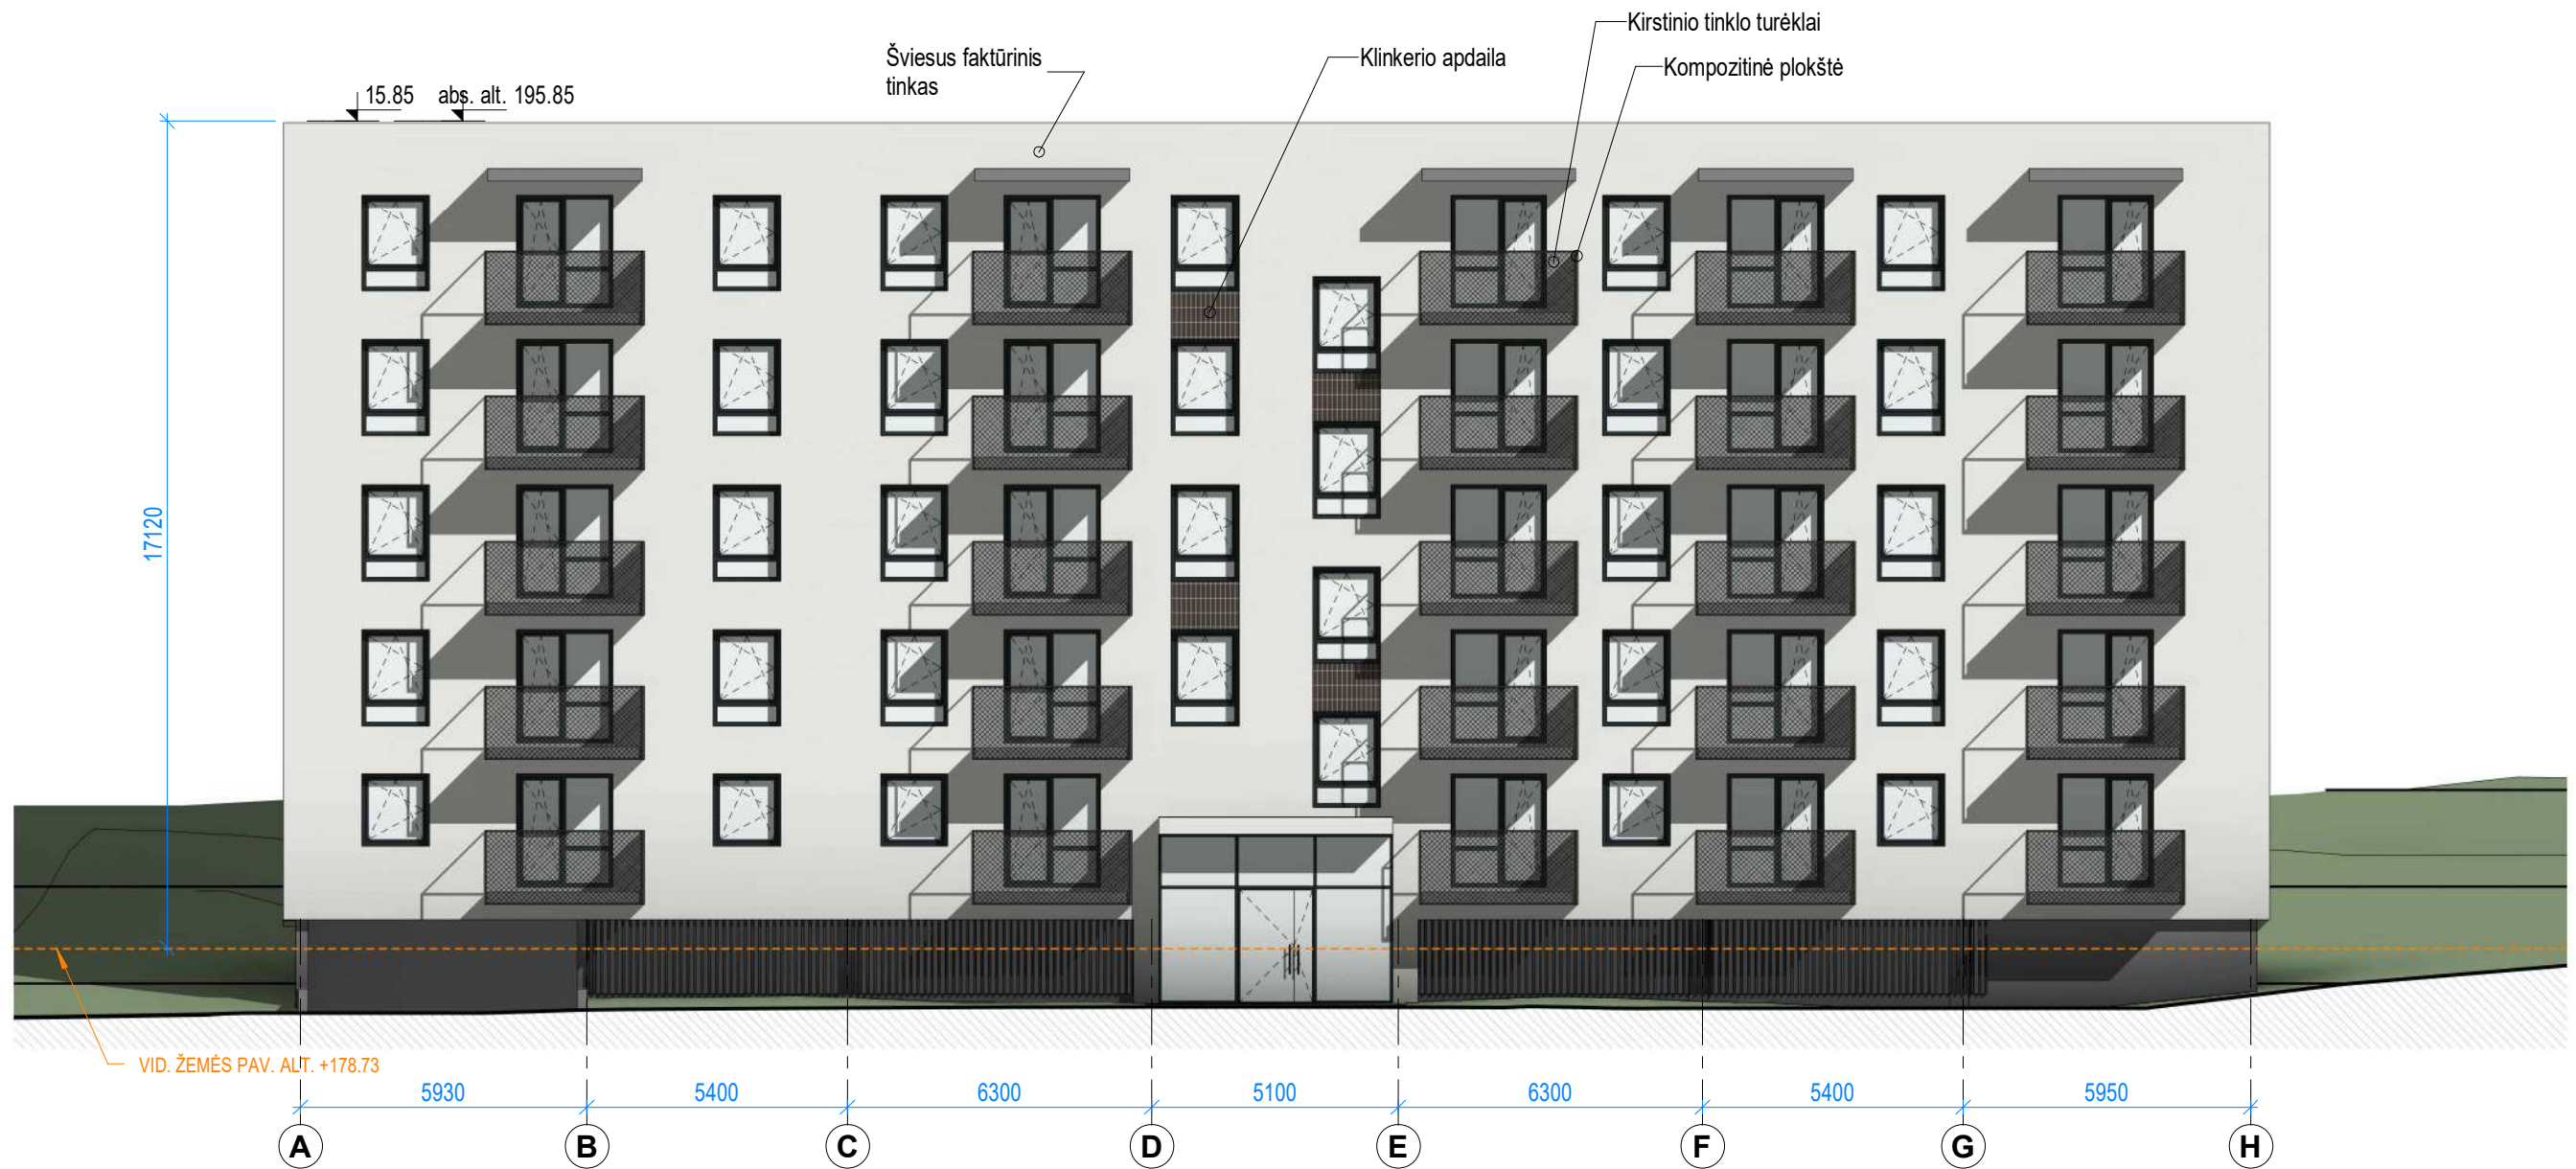 Kirstinio tinklo turėklai
Šviesus faktūrinis
tinkas
Klinkerio apdaila
Kompozitinė plokštė
15.85
abs. alt. 195.85
17120
VID. ŽEMĖS PAV. ALT. +178.73
5930
5400
6300
5100
6300
5400
5950
A
B
C
D
E
F
G
H